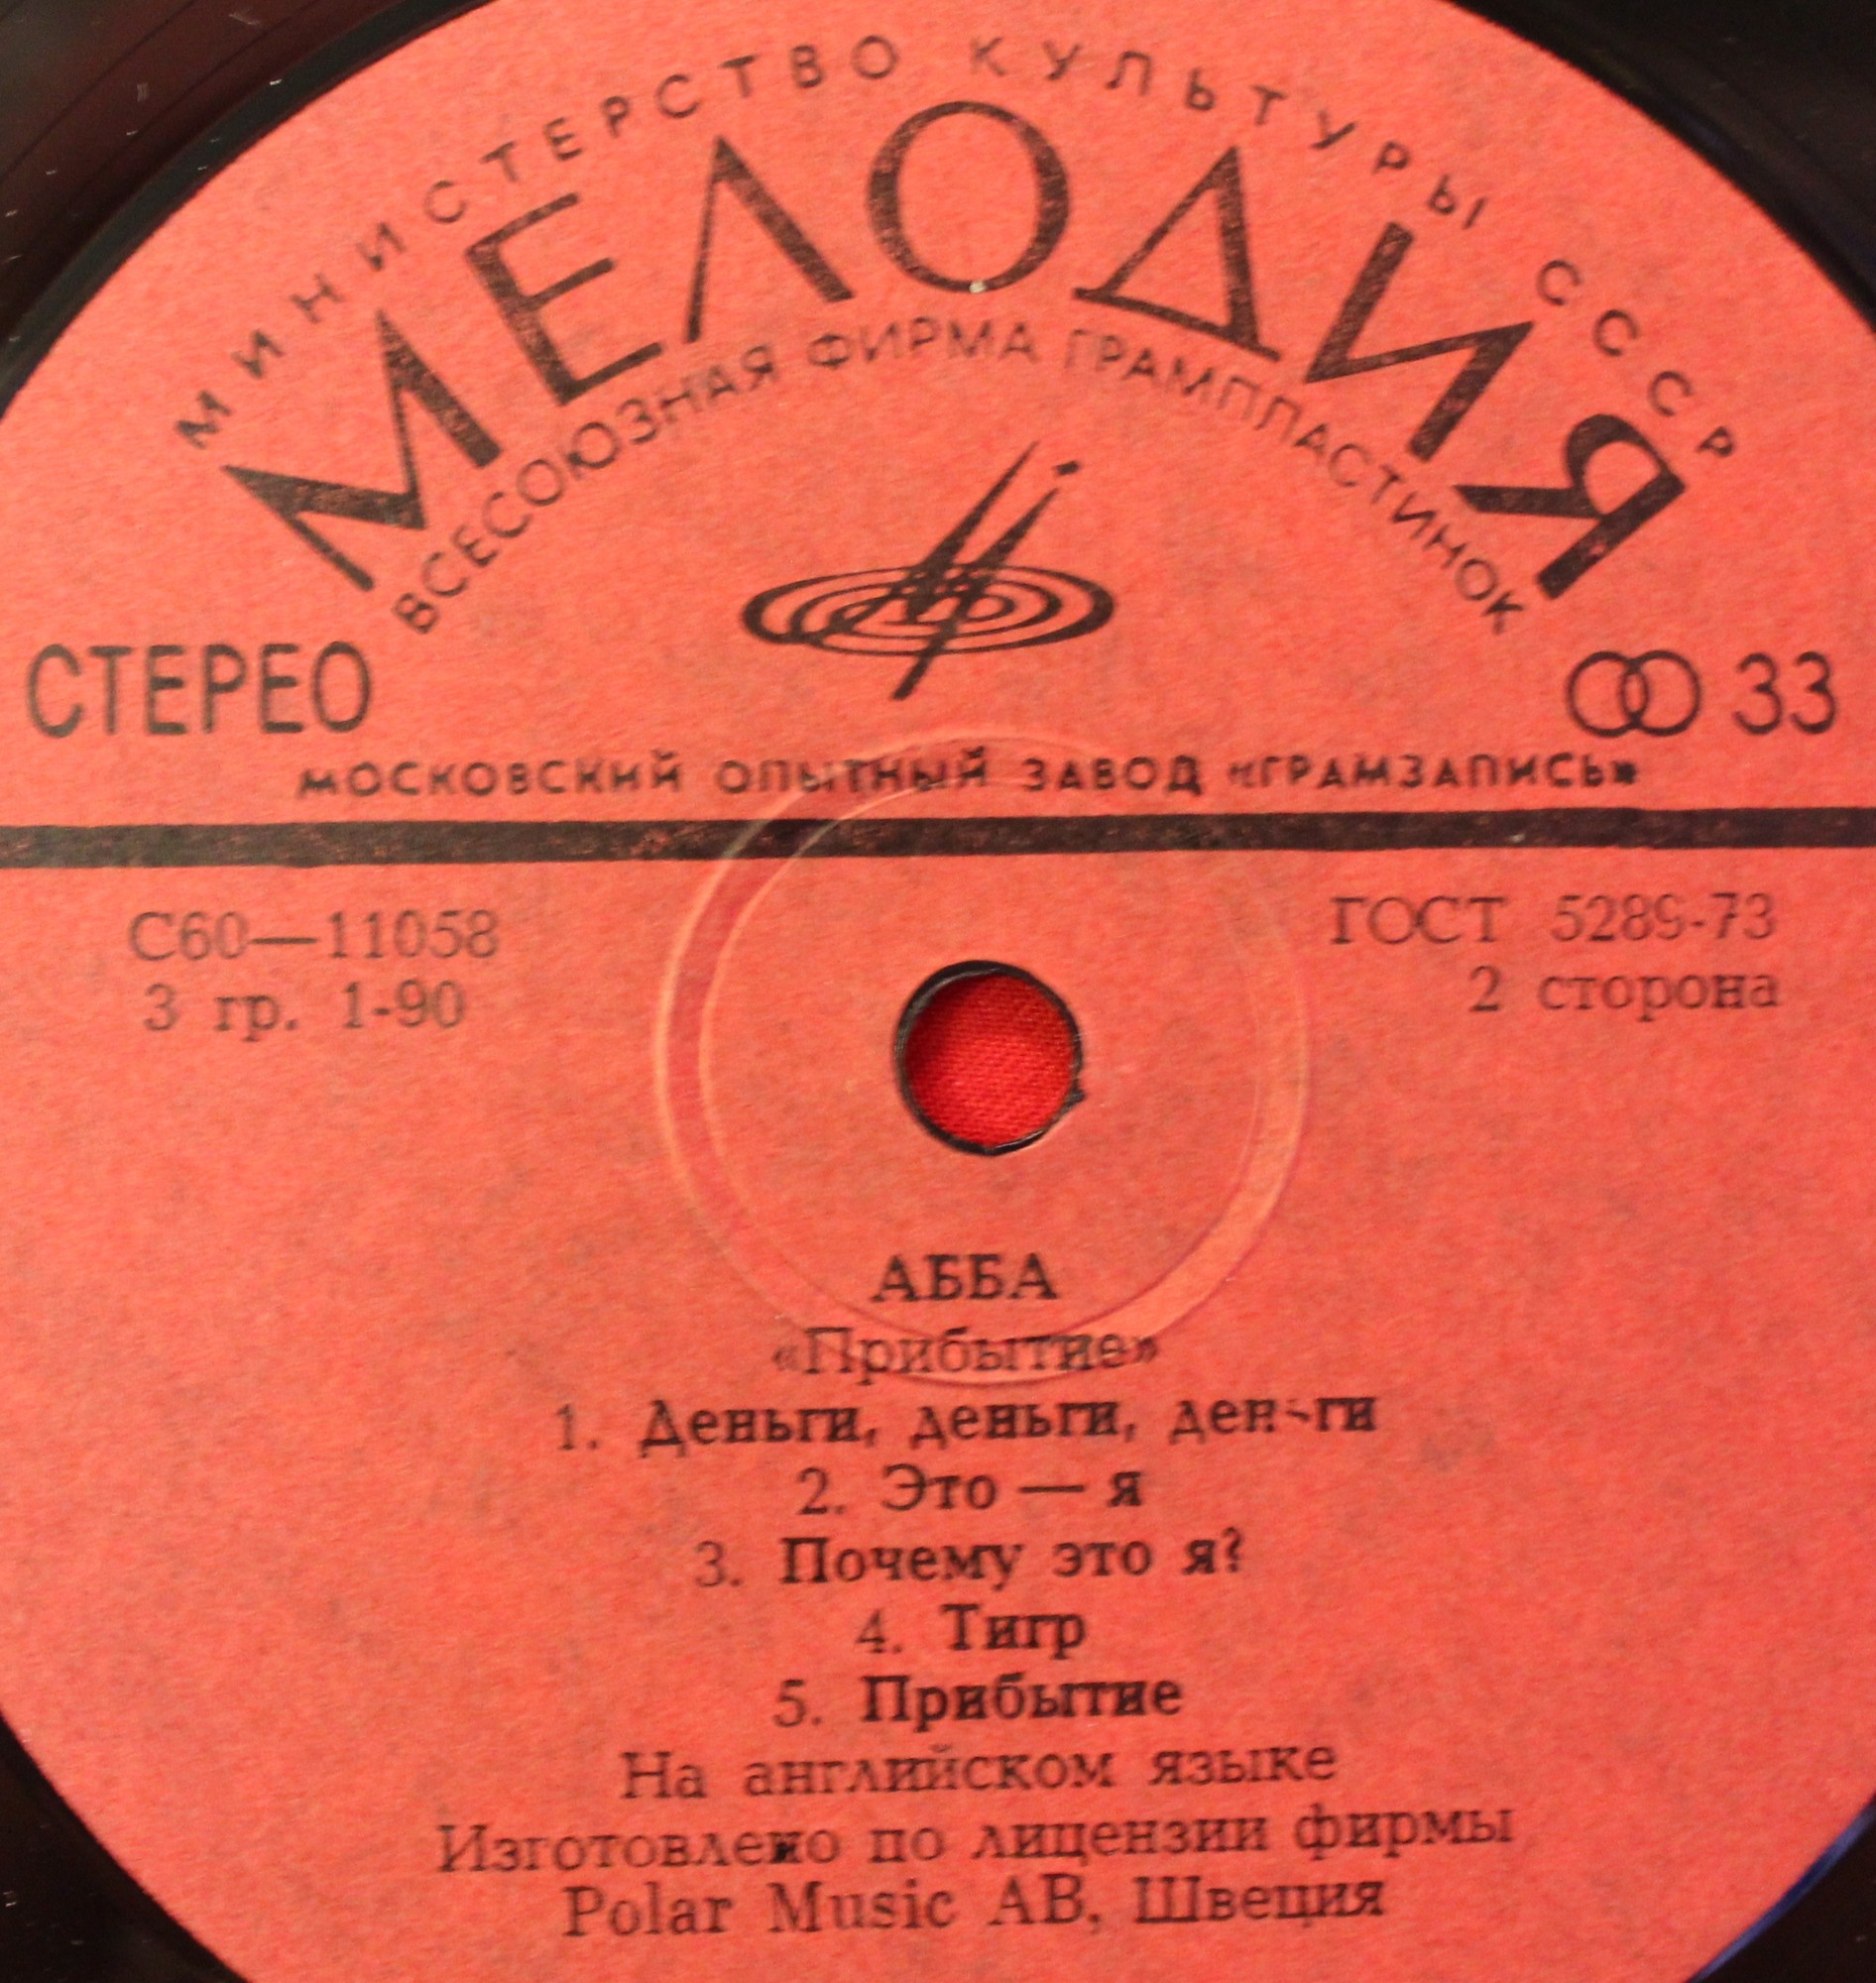 МИНИСТЕРСТВО КУЛЬТУРЫ СССР
МЕЛОДИЯ
ВСЕСОЮЗНАЯ ФИРМА ГРАМПЛАСТИНОК
СТЕРЕО
33
МОСКОВСКИЙ ОПЫТНЫЙ ЗАВОД «ГРАМЗАПИСЬ»
С60—11058
ГОСТ 5289-73
3 гр. 1-90
2 сторона
АББА
«Прибытие»
1. Деньги, деньги, деньги
2. Это — я
3. Почему это я?
4. Тигр
5. Прибытие
На английском языке
Изготовлено по лицензии фирмы
Polar Music AB, Швеция